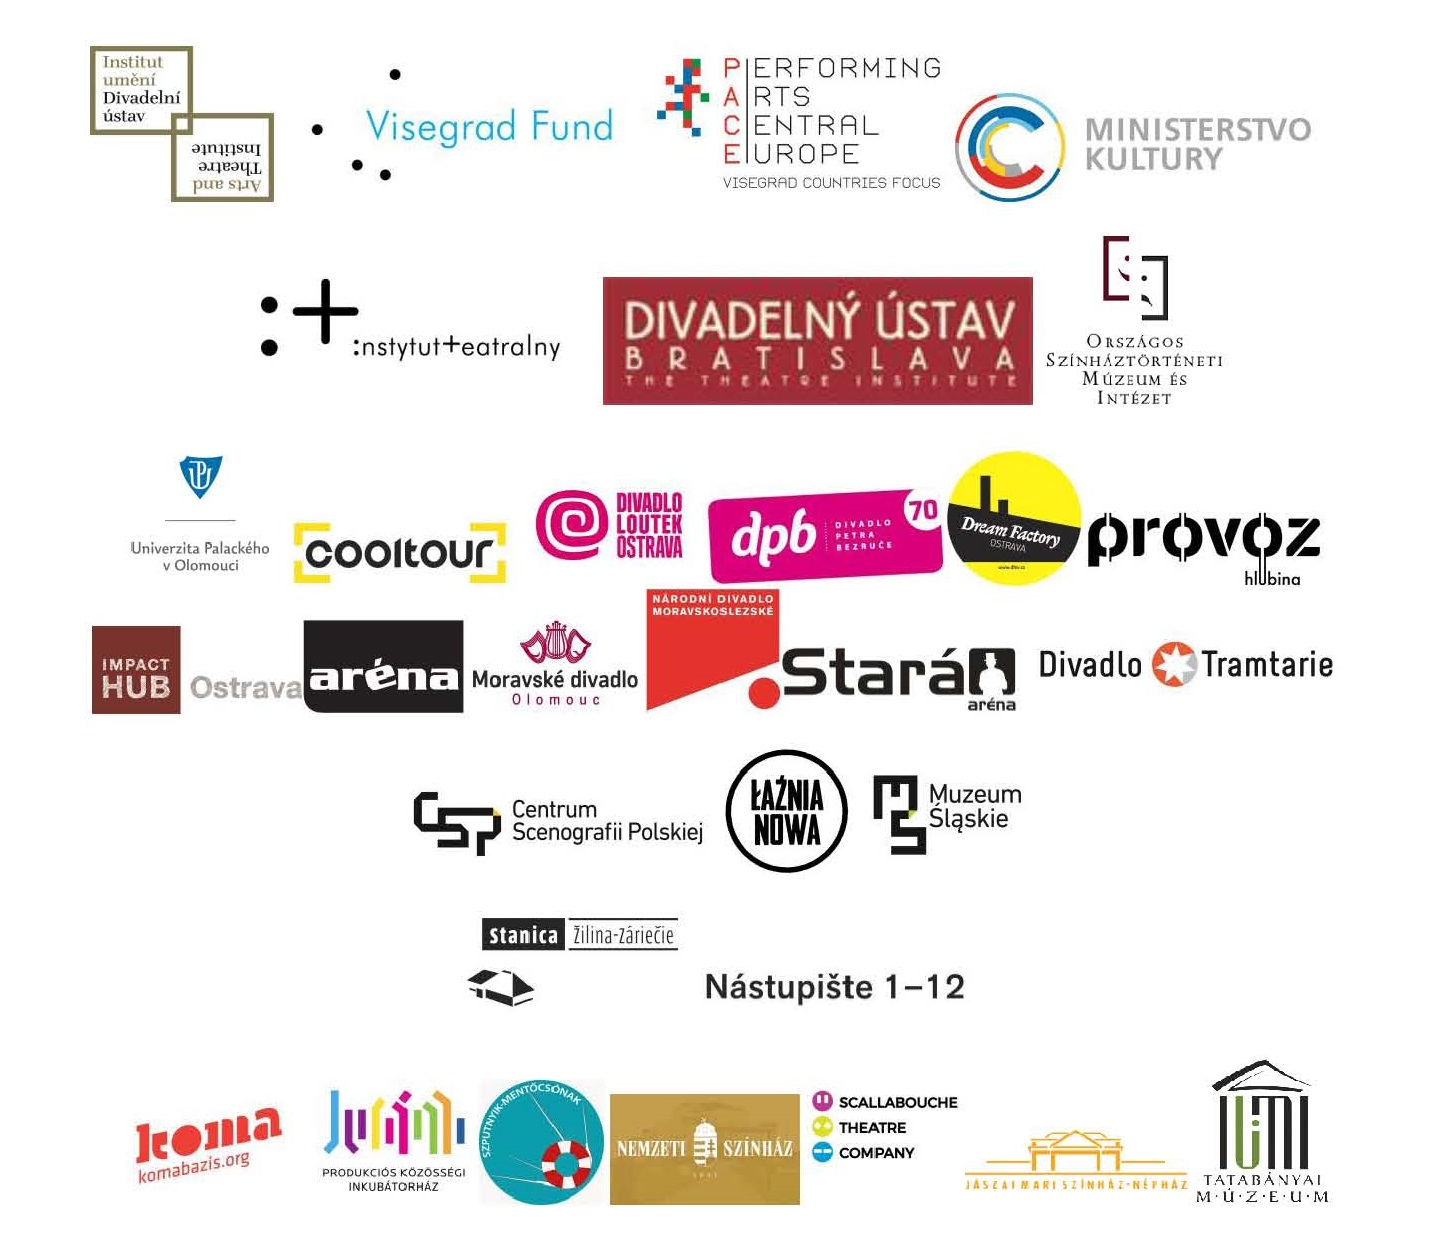 Institut
umění
Divadelní
ústav
Arts and
Theatre
Institute
Visegrad Fund
PERFORMING
ARTS
CENTRAL
EUROPE
VISEGRAD COUNTRIES FOCUS
MINISTERSTVO
KULTURY
:nstytut+eatralny
DIVADELNÝ ÚSTAV
BRATISLAVA
THE THEATRE INSTITUTE
ORSZÁGOS
SZÍNHÁZTÖRTÉNETI
MÚZEUM ÉS
INTÉZET
Univerzita Palackého
v Olomouci
cooltour
DIVADLO
LOUTEK
OSTRAVA
dpb
DIVADLO
PETRA
BEZRUČE
70
Dream Factory
OSTRAVA
provoz
hlubina
IMPACT
HUB
Ostrava
aréna
Moravské divadlo
Olomouc
NÁRODNÍ DIVADLO
MORAVSKOSLEZSKÉ
Stará
aréna
Divadlo Tramtarie
CSP
Centrum
Scenografii Polskiej
ŁAŹNIA
NOWA
MS
Muzeum
Śląskie
Stanica Žilina-Záriečie
Nástupište 1–12
koma
komabazis.org
PRODUKCIÓS KÖZÖSSÉGI
INKUBÁTORHÁZ
SZPUTNYIK-MENTŐCSÓNAK
NEMZETI SZÍNHÁZ
SCALLABOUCHE
THEATRE
COMPANY
JÁSZAI MARI SZÍNHÁZ·NÉPHÁZ
TATABÁNYAI
M·Ú·Z·E·U·M